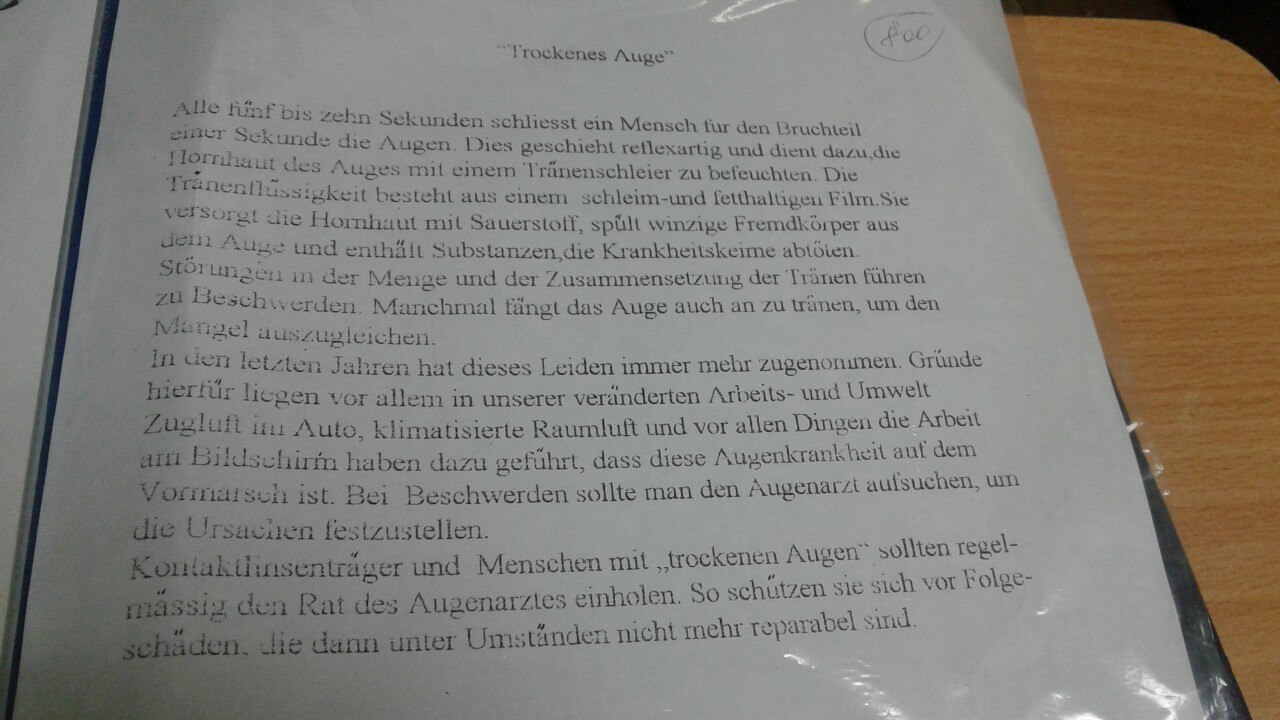 800
"Trockenes Auge"
Alle fünf bis zehn Sekunden schliesst ein Mensch fur den Bruchteil
einer Sekunde die Augen. Dies geschieht reflexartig und dient dazu,die
Hornhaut des Auges mit einem Tränenschleier zu befeuchten. Die
Tränenflüssigkeit besteht aus einem schleim-und fetthaltigen Film.Sie
versorgt die Hornhaut mit Sauerstoff, spült winzige Fremdkörper aus
dem Auge und enthält Substanzen,die Krankheitskeime abtöten.
Störungen in der Menge und der Zusammensetzung der Tränen führen
zu Beschwerden. Manchmal fängt das Auge auch an zu tränen, um den
Mangel auszugleichen.
In den letzten Jahren hat dieses Leiden immer mehr zugenommen. Gründe
hierfür liegen vor allem in unserer veränderten Arbeits- und Umwelt
Zugluft im Auto, klimatisierte Raumluft und vor allen Dingen die Arbeit
am Bildschirm haben dazu geführt, dass diese Augenkrankheit auf dem
Vormarsch ist. Bei Beschwerden sollte man den Augenarzt aufsuchen, um
die Ursachen festzustellen.
Kontaktlinsenträger und Menschen mit „trockenen Augen“ sollten regel-
mässig den Rat des Augenarztes einholen. So schützen sie sich vor Folge-
schäden, die dann unter Umständen nicht mehr reparabel sind.